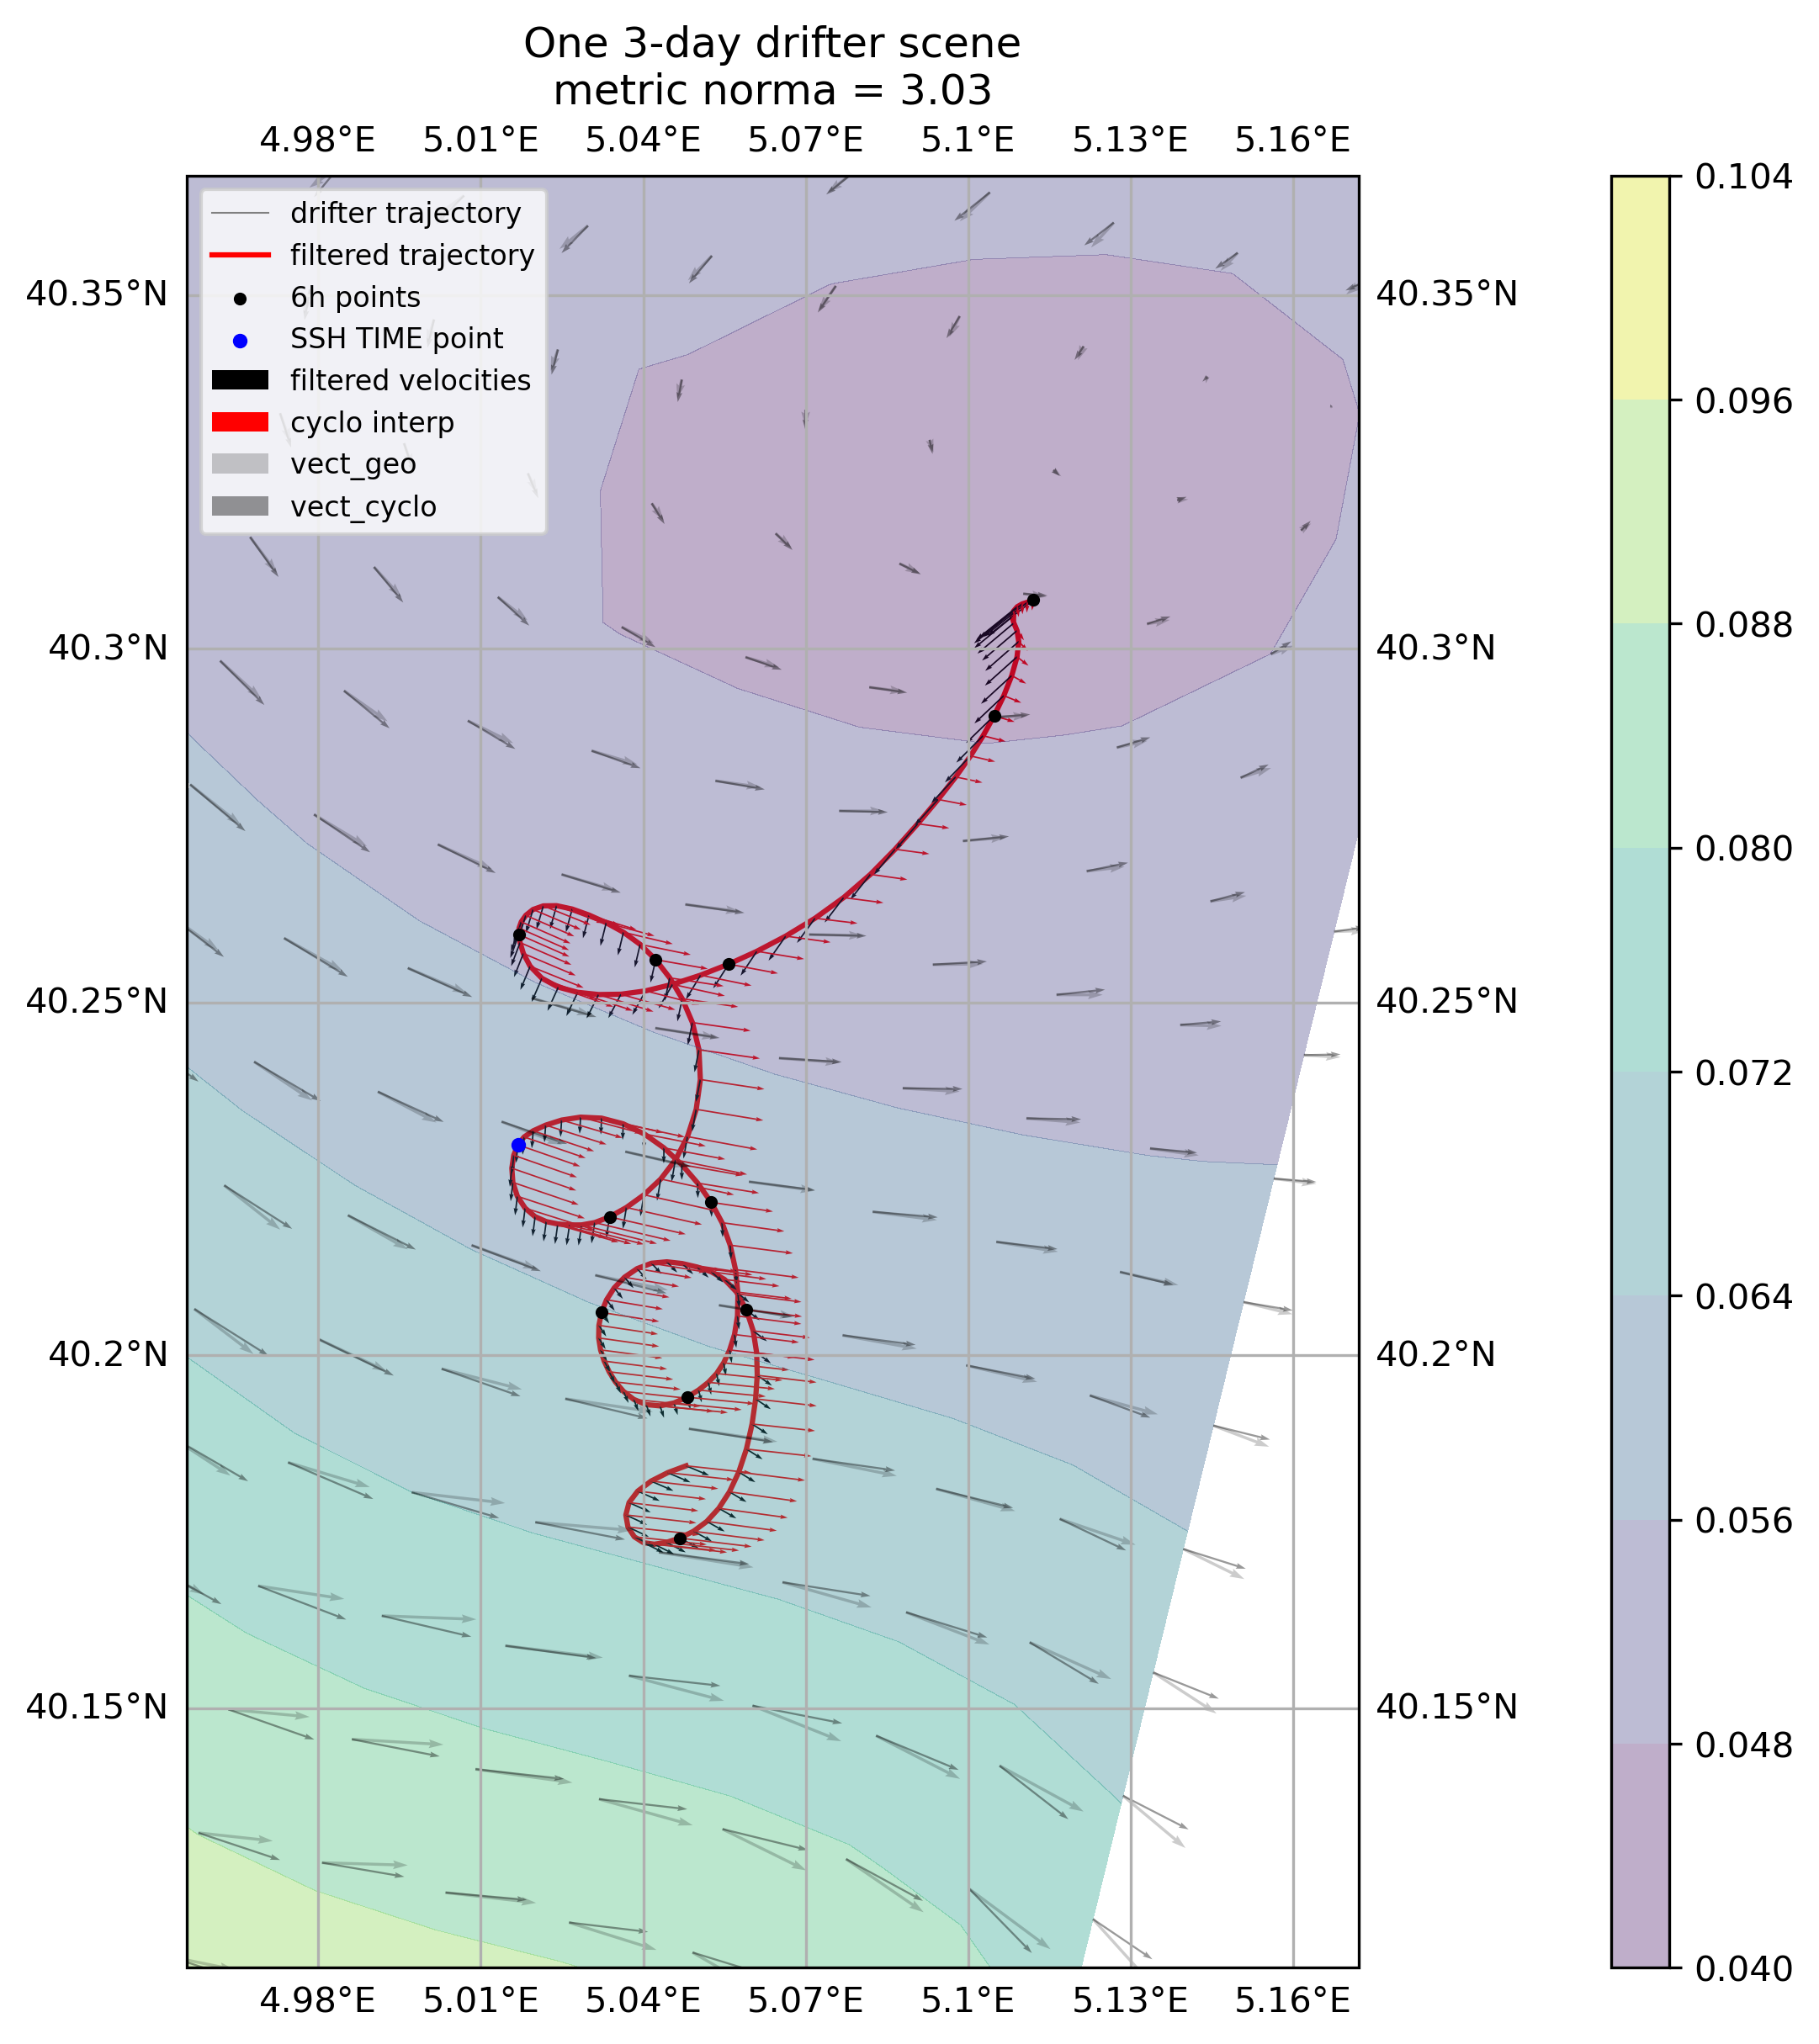 One 3-day drifter scene
metric norma = 3.03
4.98°E 5.01°E 5.04°E 5.07°E 5.1°E 5.13°E 5.16°E
drifter trajectory
filtered trajectory
6h points
SSH TIME point
filtered velocities
cyclo interp
vect_geo
vect_cyclo
40.35°N 40.35°N
40.3°N 40.3°N
40.25°N 40.25°N
40.2°N 40.2°N
40.15°N 40.15°N
4.98°E 5.01°E 5.04°E 5.07°E 5.1°E 5.13°E 5.16°E
0.104
0.096
0.088
0.080
0.072
0.064
0.056
0.048
0.040